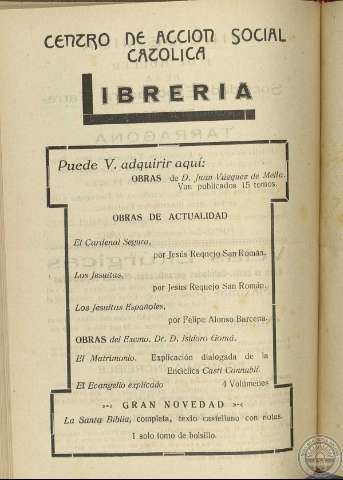 CENTRO DE ACCION SOCIAL
CATOLICA
LIBRERIA
Puede V. adquirir aquí:
OBRAS de D. Juan Vázquez de Mella.
Van publicados 15 tomos.
OBRAS DE ACTUALIDAD
El Cardenal Segura,
por Jesús Requejo San Román.
Los Jesuitas,
por Jesús Requejo San Román.
Los Jesuitas Españoles,
por Felipe Alonso Bárcena.
OBRAS del Excmo. Dr. D. Isidoro Gomá.
El Matrimonio. Explicación dialogada de la
Encíclica Casti Connubii.
El Evangelio explicado 4 Volúmenes
GRAN NOVEDAD
La Santa Biblia, completa, texto castellano con notas.
1 solo tomo de bolsillo.
TARRAGONA